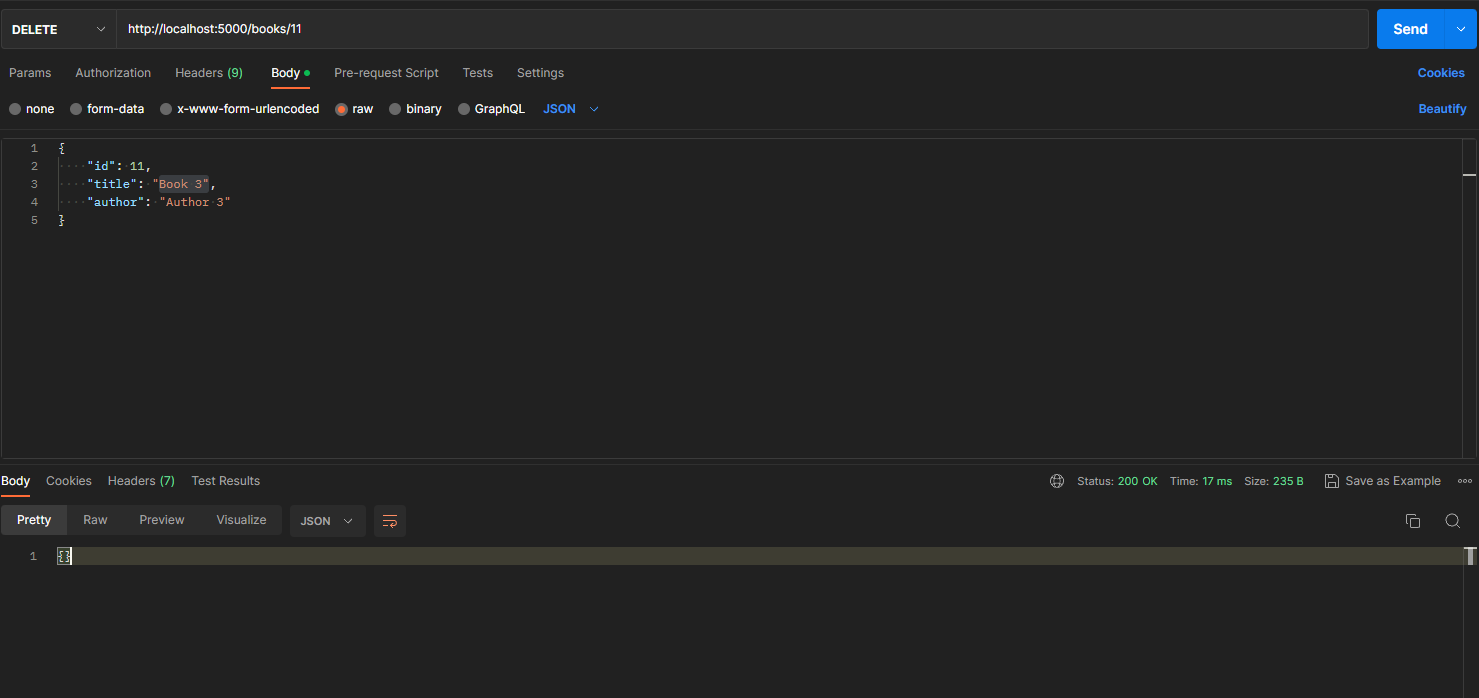 DELETE http://localhost:5000/books/11 Send
Params Authorization Headers (9) Body Pre-request Script Tests Settings Cookies
none form-data x-www-form-urlencoded raw binary GraphQL JSON Beautify
1 {
2 "id": 11,
3 "title": "Book 3",
4 "author": "Author 3"
5 }
Body Cookies Headers (7) Test Results Status: 200 OK Time: 17 ms Size: 235 B Save as Example
Pretty Raw Preview Visualize JSON
1 {}